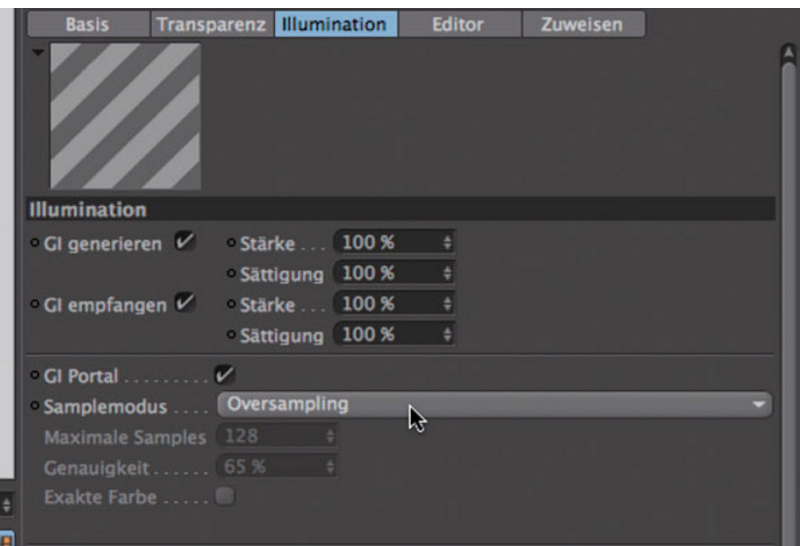 Basis Transparenz Illumination Editor Zuweisen
Illumination
GI generieren Stärke . . . 100 %
Sättigung 100 %
GI empfangen Stärke . . . 100 %
Sättigung 100 %
GI Portal . . . . . . . . .
Samplemodus . . . . Oversampling
Maximale Samples 128
Genauigkeit . . . . . . 65 %
Exakte Farbe . . . . .